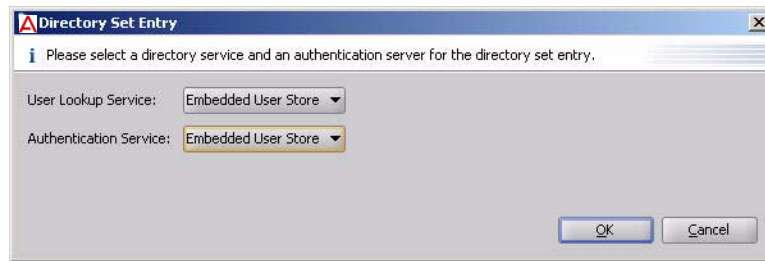 Directory Set Entry
i Please select a directory service and an authentication server for the directory set entry.
User Lookup Service: Embedded User Store
Authentication Service: Embedded User Store
OK Cancel